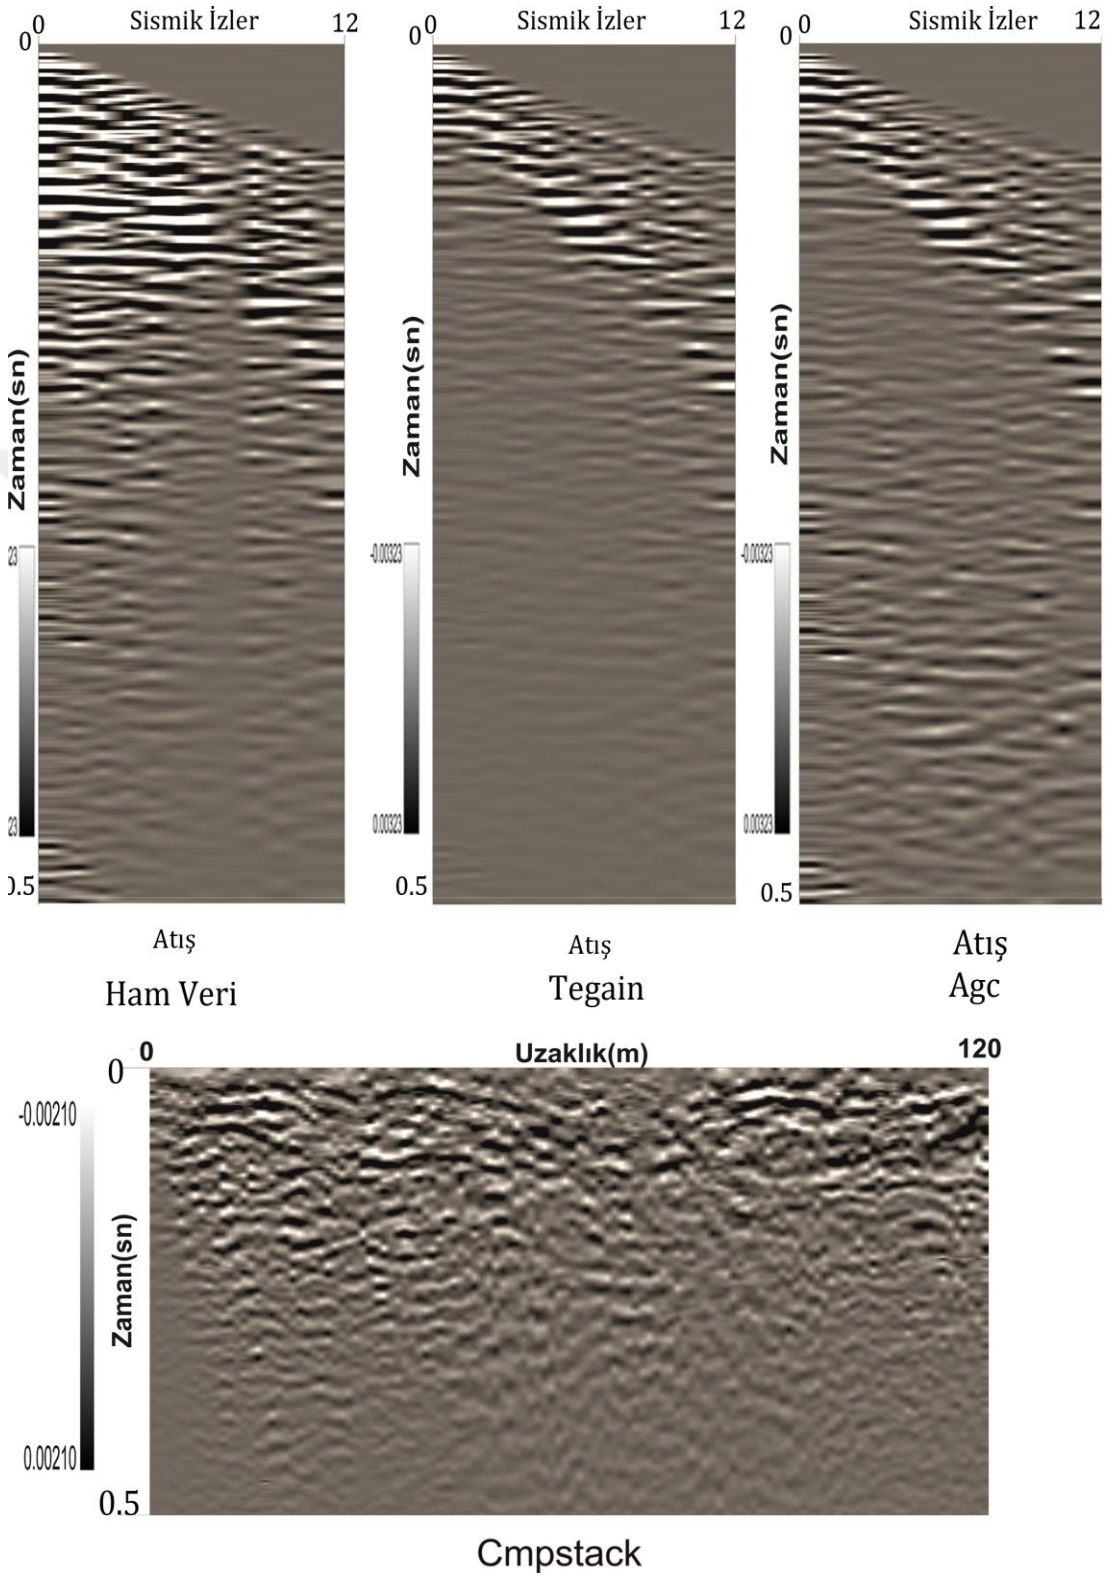 0 Sismik İzler 12
0 Sismik İzler 12
0 Sismik İzler 12
0
0
0
Zaman(sn)
Zaman(sn)
Zaman(sn)
23
-0.00323
-0.00323
23
0.00323
0.00323
0.5
0.5
0.5
Atış
Ham Veri
Atış
Tegain
Atış
Agc
0 Uzaklık(m) 120
0
-0.00210
Zaman(sn)
0.00210
0.5
Cmpstack